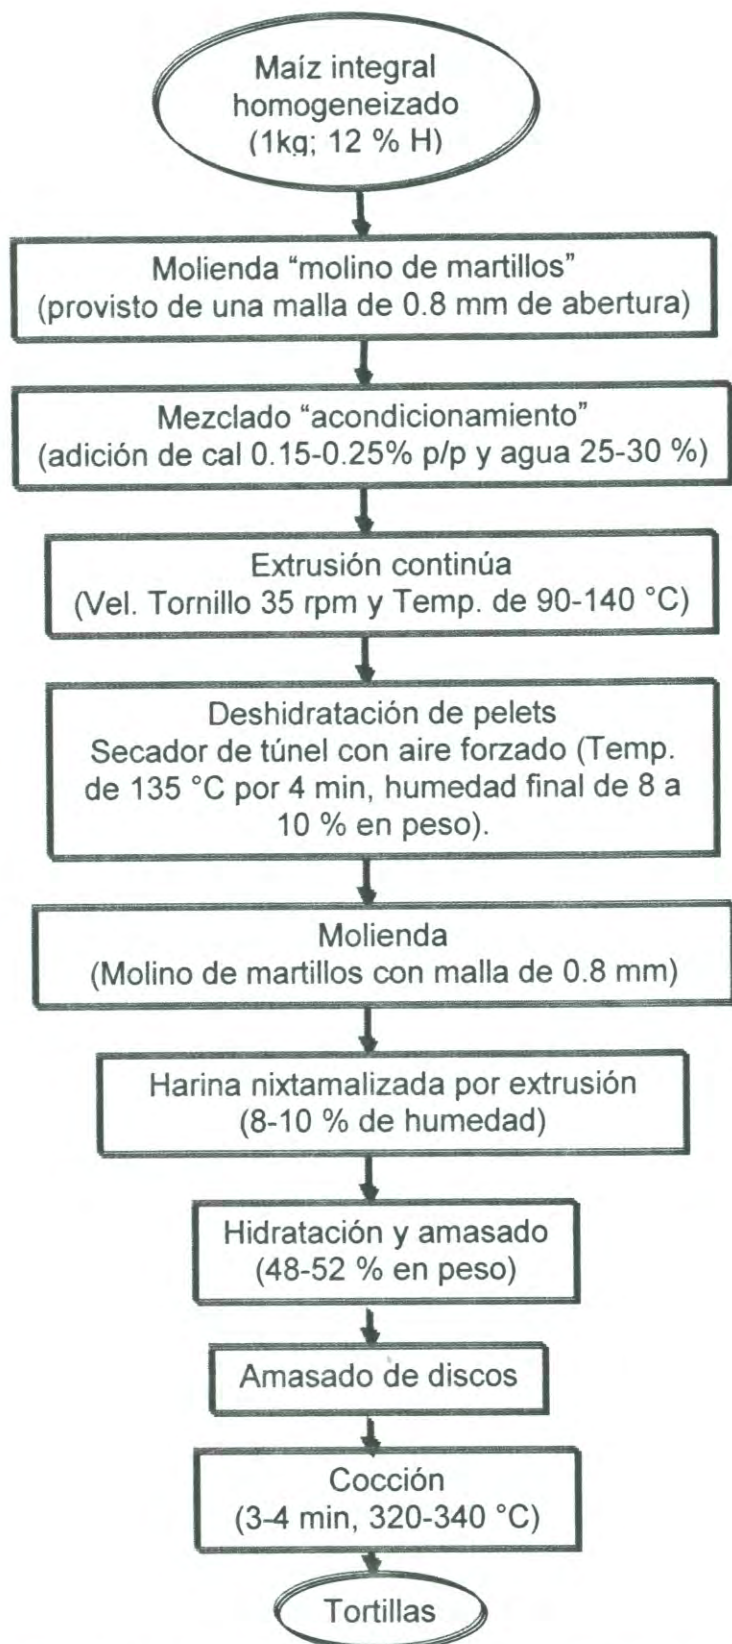 Maíz integral
homogeneizado
(1kg; 12 % H)
Molienda “molino de martillos”
(provisto de una malla de 0.8 mm de abertura)
Mezclado “acondicionamiento”
(adición de cal 0.15-0.25% p/p y agua 25-30 %)
Extrusión continúa
(Vel. Tornillo 35 rpm y Temp. de 90-140 °C)
Deshidratación de pelets
Secador de túnel con aire forzado (Temp.
de 135 °C por 4 min, humedad final de 8 a
10 % en peso).
Molienda
(Molino de martillos con malla de 0.8 mm)
Harina nixtamalizada por extrusión
(8-10 % de humedad)
Hidratación y amasado
(48-52 % en peso)
Amasado de discos
Cocción
(3-4 min, 320-340 °C)
Tortillas